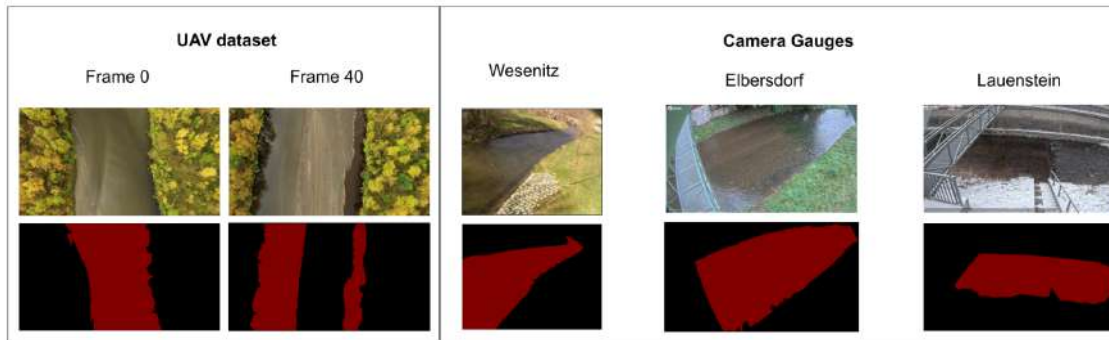 UAV dataset
Camera Gauges
Frame 0
Frame 40
Wesenitz
Elbersdorf
Lauenstein